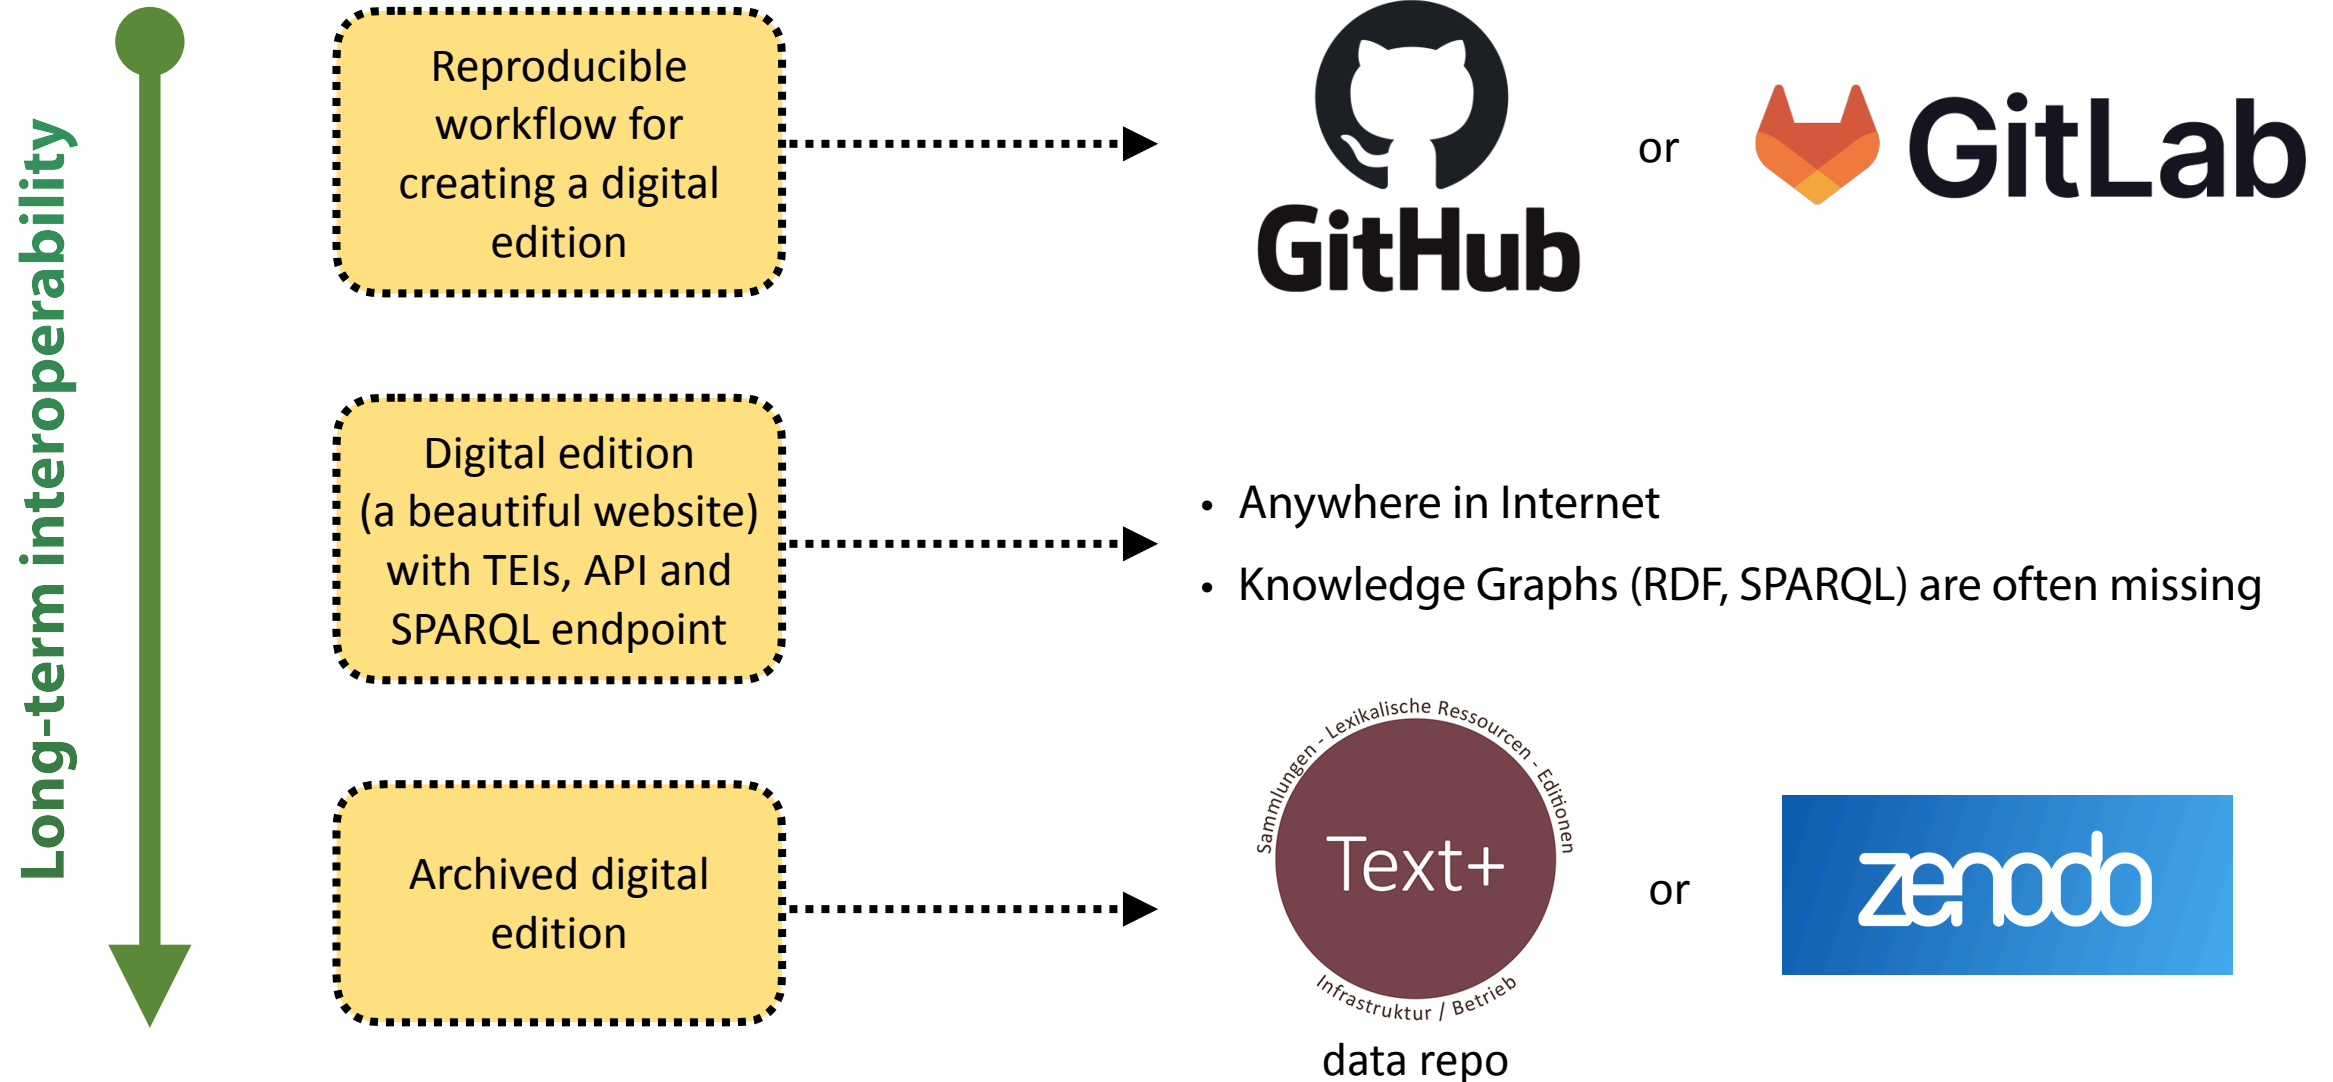 Long-term interoperability
Reproducible
workflow for
creating a digital
edition
GitHub
or
GitLab
Digital edition
(a beautiful website)
with TEIs, API and
SPARQL endpoint
• Anywhere in Internet
• Knowledge Graphs (RDF, SPARQL) are often missing
Archived digital
edition
Sammlungen - Lexikalische Ressourcen - Editionen
Text+
Infrastruktur / Betrieb
data repo
or
zenodo